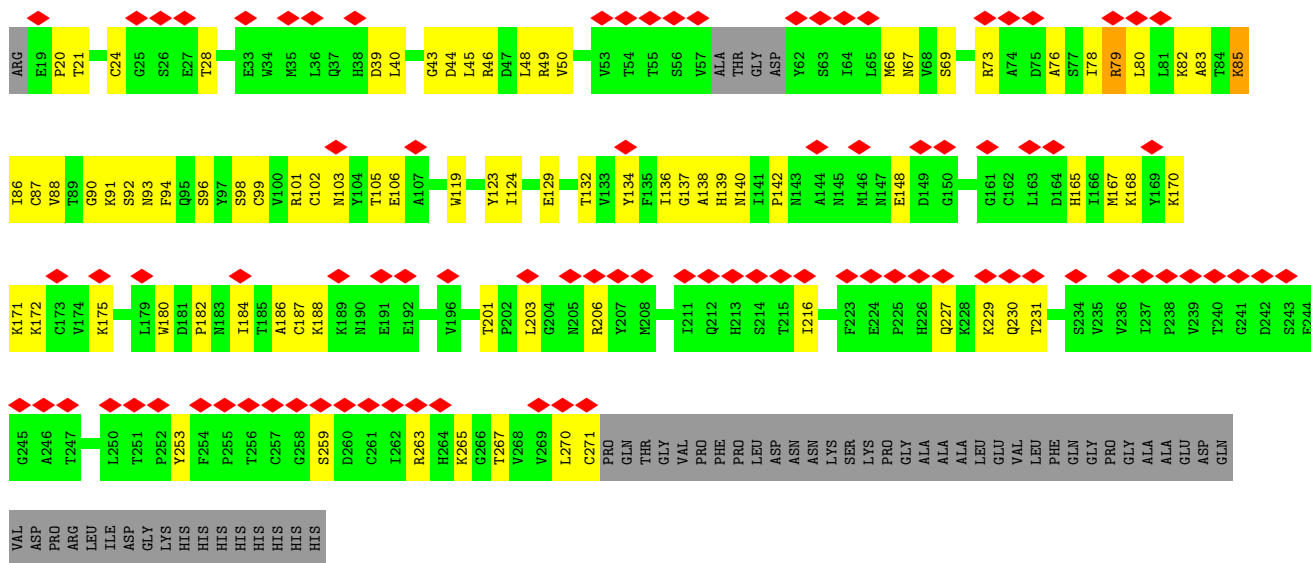 ARG E19 P20 T21 C24 G25 S26 E27 T28 E33 W34 M35 L36 Q37 H38 D39 L40 G43 D44 L45 R46 D47 L48 R49 V50 V53 T54 T55 S56 V57 ALA THR GLY ASP Y62 S63 I64 L65 M66 N67 V68 S69 R73 A74 D75 A76 S77 I78 R79 L80 L81 K82 A83 T84 K85
I86 C87 V88 T89 G90 K91 S92 N93 F94 Q95 S96 Y97 S98 C99 V100 R101 C102 N103 Y104 T105 E106 A107 W119 Y123 I124 E129 T132 V133 Y134 F135 I136 G137 A138 H139 N140 I141 P142 N143 A144 N145 M146 N147 E148 D149 G150 G161 C162 L163 D164 H165 I166 M167 K168 Y169 K170
K171 K172 C173 V174 K175 L179 W180 D181 P182 N183 I184 T185 A186 C187 K188 K189 N190 E191 E192 V196 T201 P202 L203 G204 N205 R206 Y207 M208 I211 Q212 H213 S214 T215 I216 F223 E224 P225 H226 Q227 K228 K229 Q230 T231 S234 V235 V236 I237 P238 V239 T240 G241 D242 S243 E244
G245 A246 T247 L250 T251 P252 Y253 F254 P255 T256 C257 G258 S259 D260 C261 I262 R263 H264 K265 G266 T267 V268 V269 L270 C271 PRO GLN THR GLY VAL PRO PHE PRO LEU ASP ASN ASN LYS SER LYS PRO GLY ALA ALA ALA LEU GLU VAL LEU PHE GLN GLY PRO GLY ALA ALA GLU ASP GLN
VAL ASP PRO ARG LEU ILE ASP GLY LYS HIS HIS HIS HIS HIS HIS HIS HIS